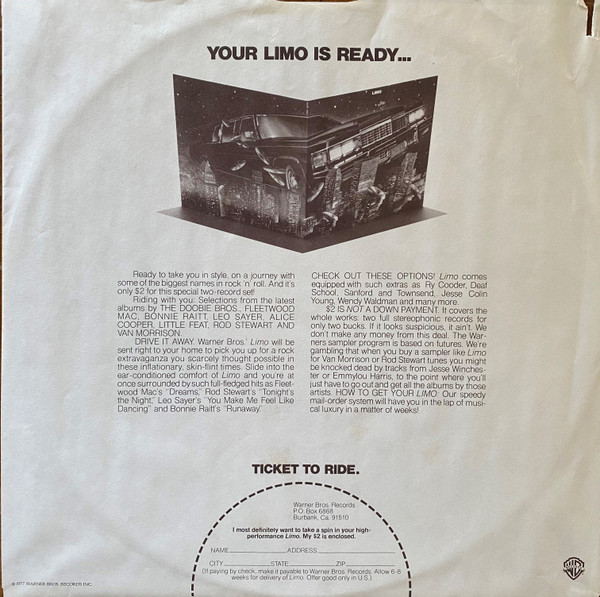 YOUR LIMO IS READY...
LIMO
Ready to take you in style, on a journey with
some of the biggest names in rock 'n' roll. And it's
only $2 for this special two-record set!
Riding with you: Selections from the latest
albums by THE DOOBIE BROS., FLEETWOOD
MAC, BONNIE RAITT, LEO SAYER, ALICE
COOPER, LITTLE FEAT, ROD STEWART AND
VAN MORRISON.
DRIVE IT AWAY. Warner Bros.' Limo will be
sent right to your home to pick you up for a rock
extravaganza you scarcely thought possible in
these inflationary, skin-flint times. Slide into the
ear-conditioned comfort of Limo and you're at
once surrounded by such full-fledged hits as Fleet-
wood Mac's "Dreams," Rod Stewart's "Tonight's
the Night," Leo Sayer's "You Make Me Feel Like
Dancing" and Bonnie Raitt's "Runaway."
CHECK OUT THESE OPTIONS! Limo comes
equipped with such extras as Ry Cooder, Deaf
School, Sanford and Townsend, Jesse Colin
Young, Wendy Waldman and many more.
$2 IS NOT A DOWN PAYMENT. It covers the
whole works: two full stereophonic records for
only two bucks. If it looks suspicious, it ain't. We
don't make any money from this deal. The War-
ners sampler program is based on futures. We're
gambling that when you buy a sampler like Limo
for Van Morrison or Rod Stewart tunes you might
be knocked dead by tracks from Jesse Winches-
ter or Emmylou Harris, to the point where you'll
just have to go out and get all the albums by those
artists. HOW TO GET YOUR LIMO: Our speedy
mail-order system will have you in the lap of musi-
cal luxury in a matter of weeks!
TICKET TO RIDE.
Warner Bros. Records
P.O. Box 6868
Burbank, Ca. 91510
I most definitely want to take a spin in your high-
performance Limo. My $2 is enclosed.
NAME ADDRESS
CITY STATE ZIP
(If paying by check, make it payable to Warner Bros. Records. Allow 6-8
weeks for delivery of Limo. Offer good only in U.S.)
© 1977 WARNER BROS. RECORDS INC.